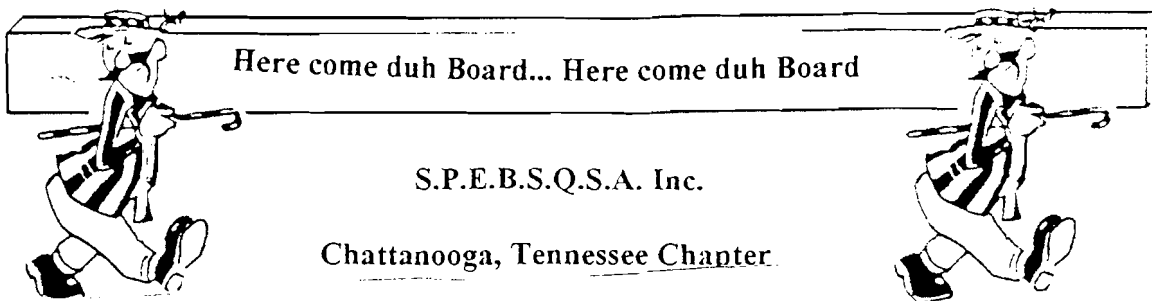 Here come duh Board... Here come duh Board
S.P.E.B.S.Q.S.A. Inc.
Chattanooga, Tennessee Chapter